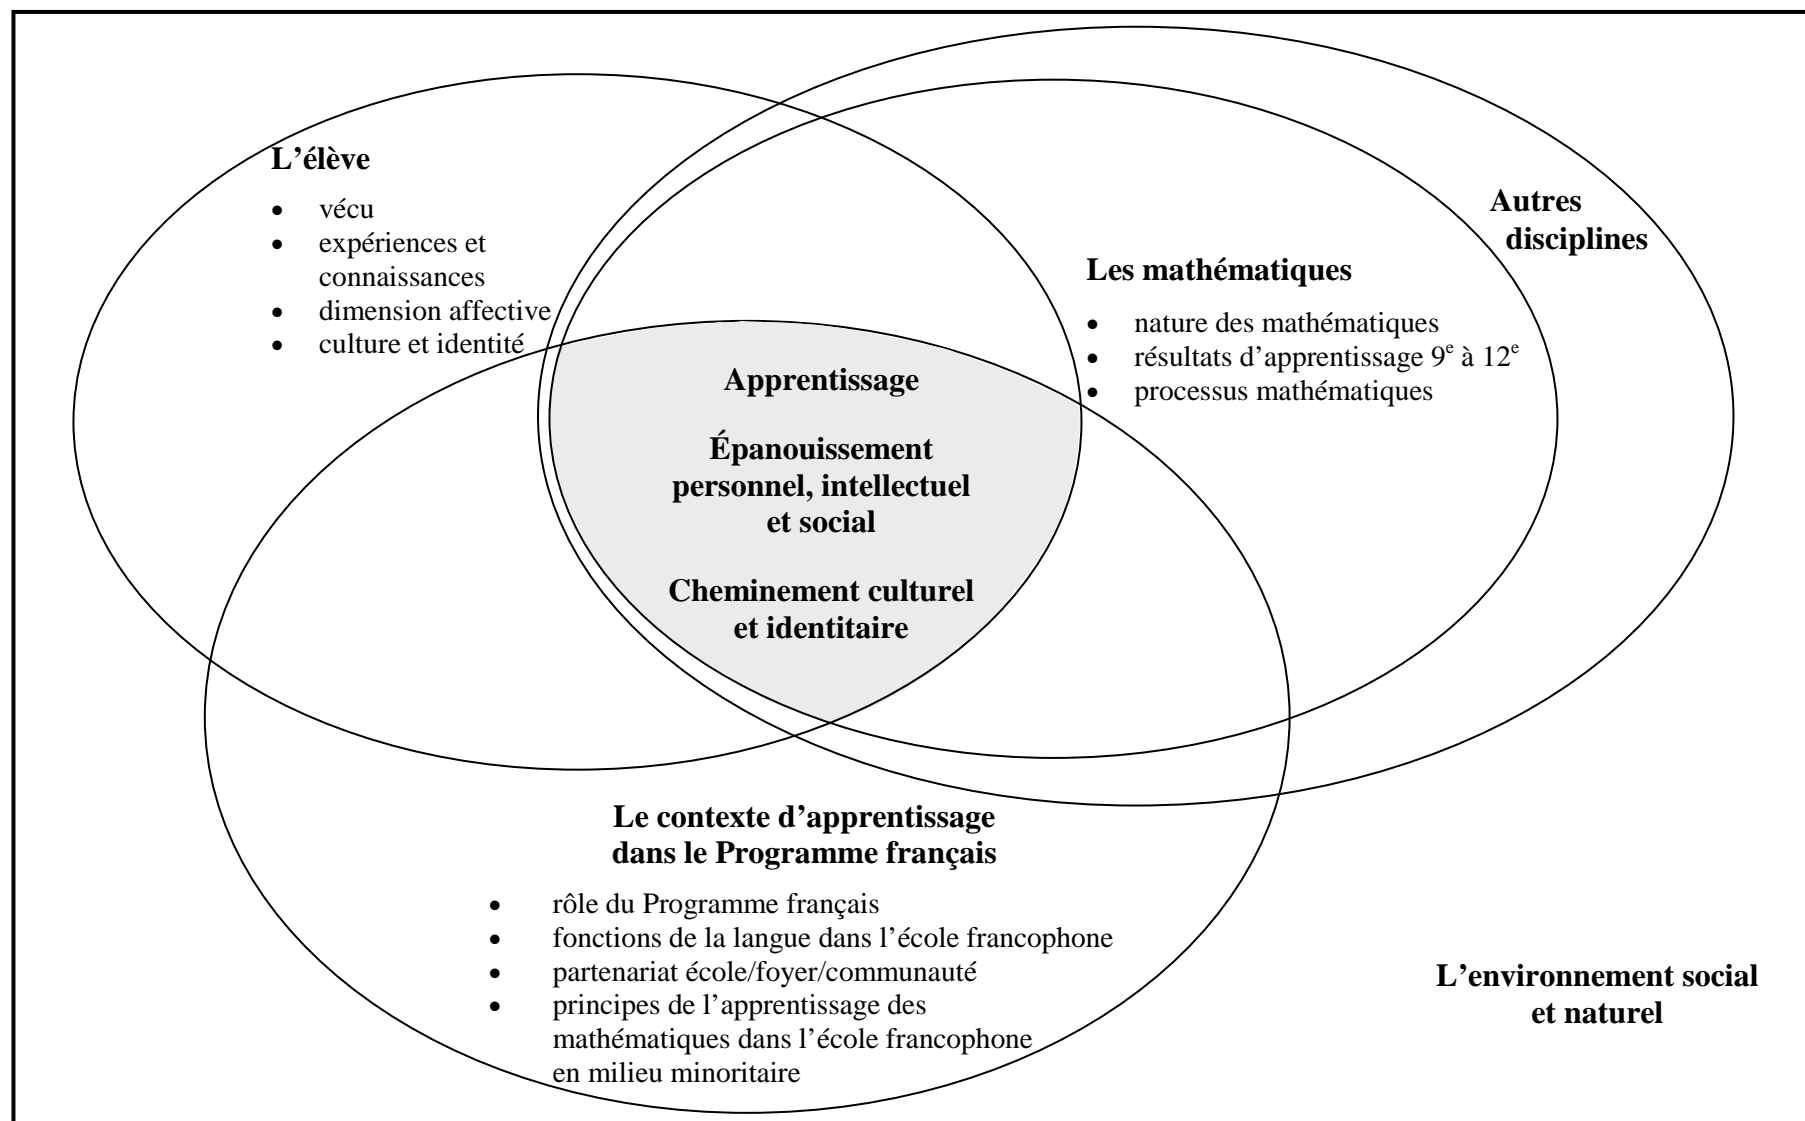 L’élève
• vécu
• expériences et
connaissances
• dimension affective
• culture et identité
Autres
disciplines
Les mathématiques
• nature des mathématiques
• résultats d’apprentissage 9e à 12e
• processus mathématiques
Apprentissage
Épanouissement
personnel, intellectuel
et social
Cheminement culturel
et identitaire
Le contexte d’apprentissage
dans le Programme français
• rôle du Programme français
• fonctions de la langue dans l’école francophone
• partenariat école/foyer/communauté
• principes de l’apprentissage des
mathématiques dans l’école francophone
en milieu minoritaire
L’environnement social
et naturel